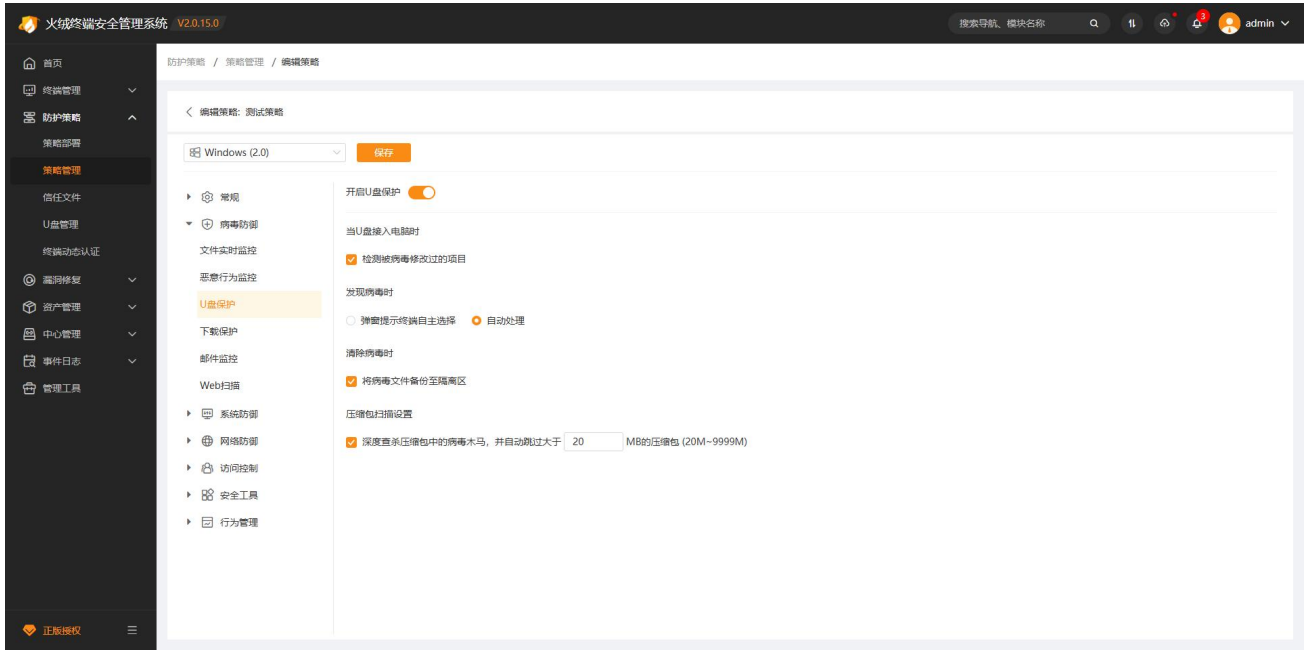 火绒终端安全管理系统 V2.0.15.0
搜索导航、模块名称
3
admin
首页
终端管理
防护策略
策略部署
策略管理
信任文件
U盘管理
终端动态认证
漏洞修复
资产管理
中心管理
事件日志
管理工具
正版授权
防护策略 / 策略管理 / 编辑策略
编辑策略: 测试策略
Windows (2.0)
保存
常规
病毒防御
文件实时监控
恶意行为监控
U盘保护
下载保护
邮件监控
Web扫描
系统防御
网络防御
访问控制
安全工具
行为管理
开启U盘保护
当U盘接入电脑时
检测被病毒修改过的项目
发现病毒时
弹窗提示终端自主选择 自动处理
清除病毒时
将病毒文件备份至隔离区
压缩包扫描设置
深度查杀压缩包中的病毒木马，并自动跳过大于 20 MB的压缩包 (20M~9999M)